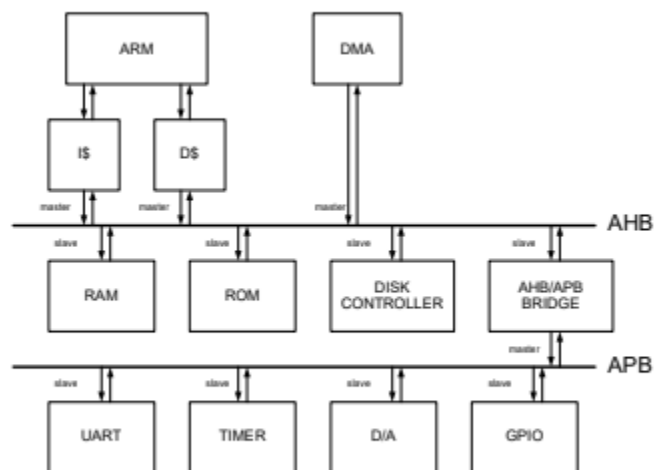 ARM
DMA
I$
D$
master
master
master
AHB
slave
slave
slave
slave
RAM
ROM
DISK
CONTROLLER
AHB/APB
BRIDGE
master
APB
slave
slave
slave
slave
UART
TIMER
D/A
GPIO